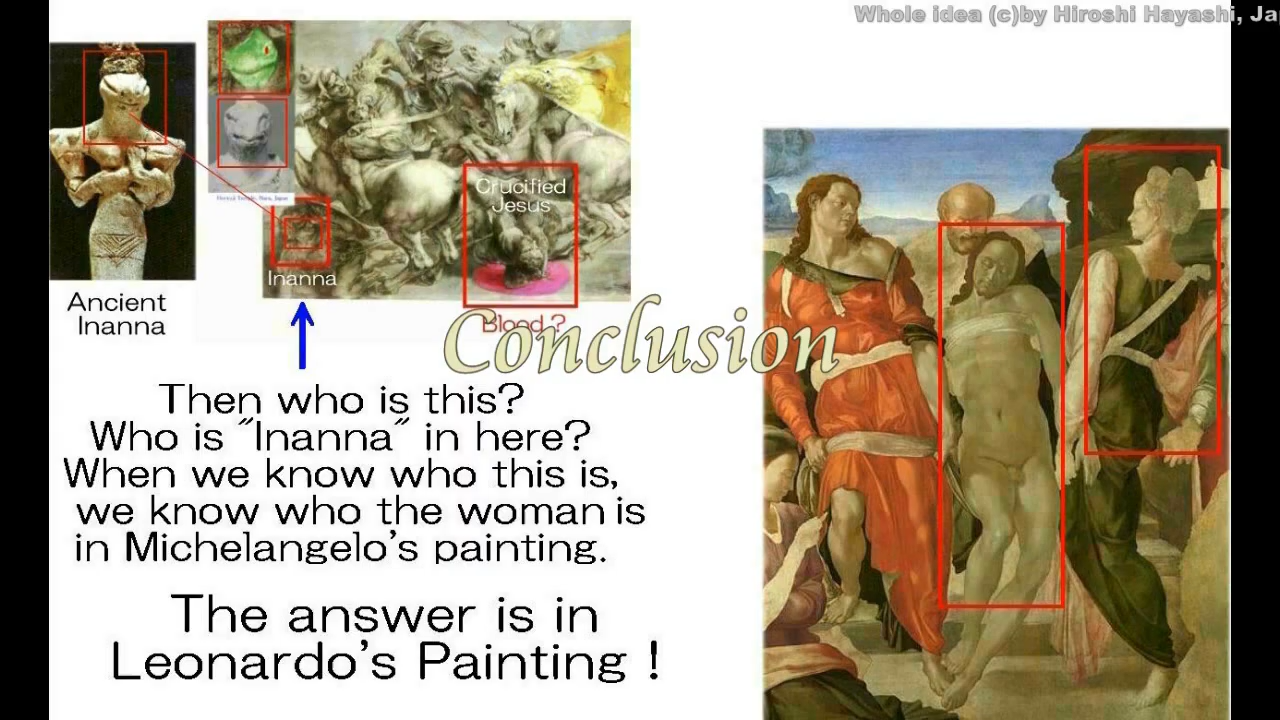 Whole idea (c)by Hiroshi Hayashi, Ja
Crucified
Jesus
Inanna
Ancient
Inanna
Blood ?
Conclusion
Then who is this?
Who is "Inanna" in here?
When we know who this is,
we know who the woman is
in Michelangelo's painting.
The answer is in
Leonardo's Painting !